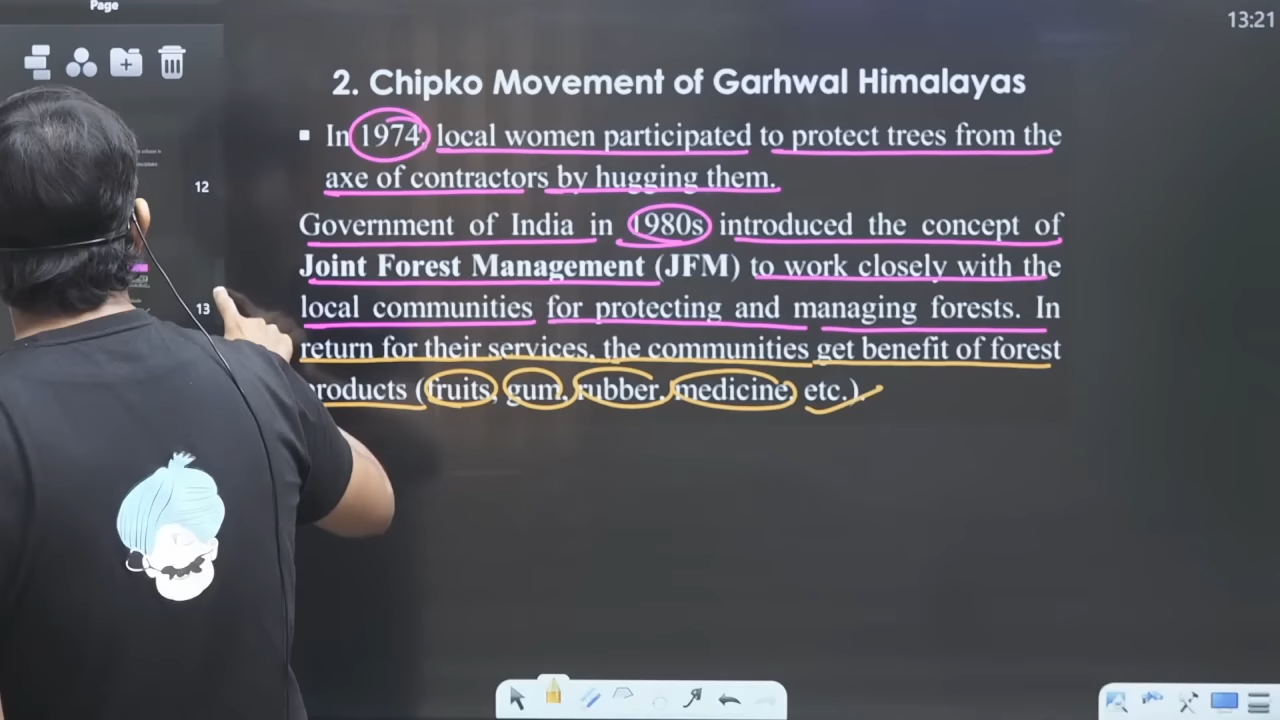 Page
13:21
12
13
2. Chipko Movement of Garhwal Himalayas
▪ In 1974, local women participated to protect trees from the
axe of contractors by hugging them.
Government of India in 1980s introduced the concept of
Joint Forest Management (JFM) to work closely with the
local communities for protecting and managing forests. In
return for their services, the communities get benefit of forest
products (fruits, gum, rubber, medicine, etc.).